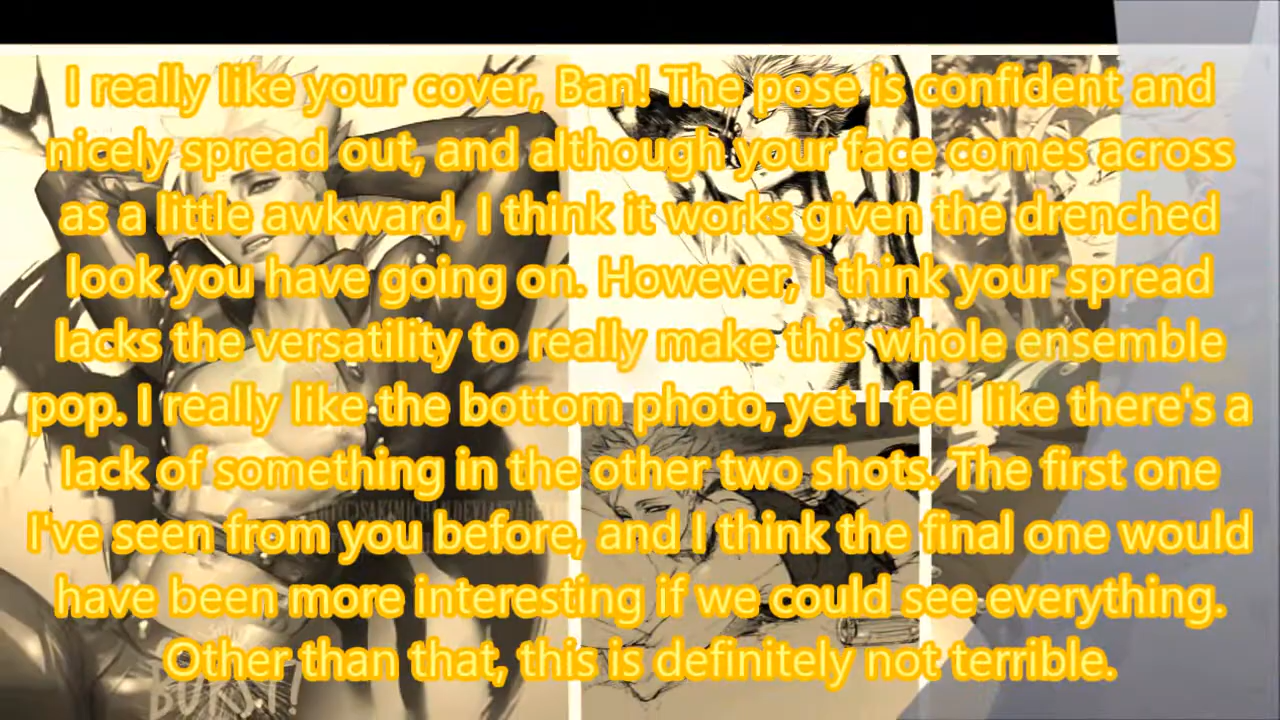 I really like your cover, Ban! The pose is confident and
nicely spread out, and although your face comes across
as a little awkward, I think it works given the drenched
look you have going on. However, I think your spread
lacks the versatility to really make this whole ensemble
pop. I really like the bottom photo, yet I feel like there's a
lack of something in the other two shots. The first one
I've seen from you before, and I think the final one would
have been more interesting if we could see everything.
Other than that, this is definitely not terrible.
BURST!